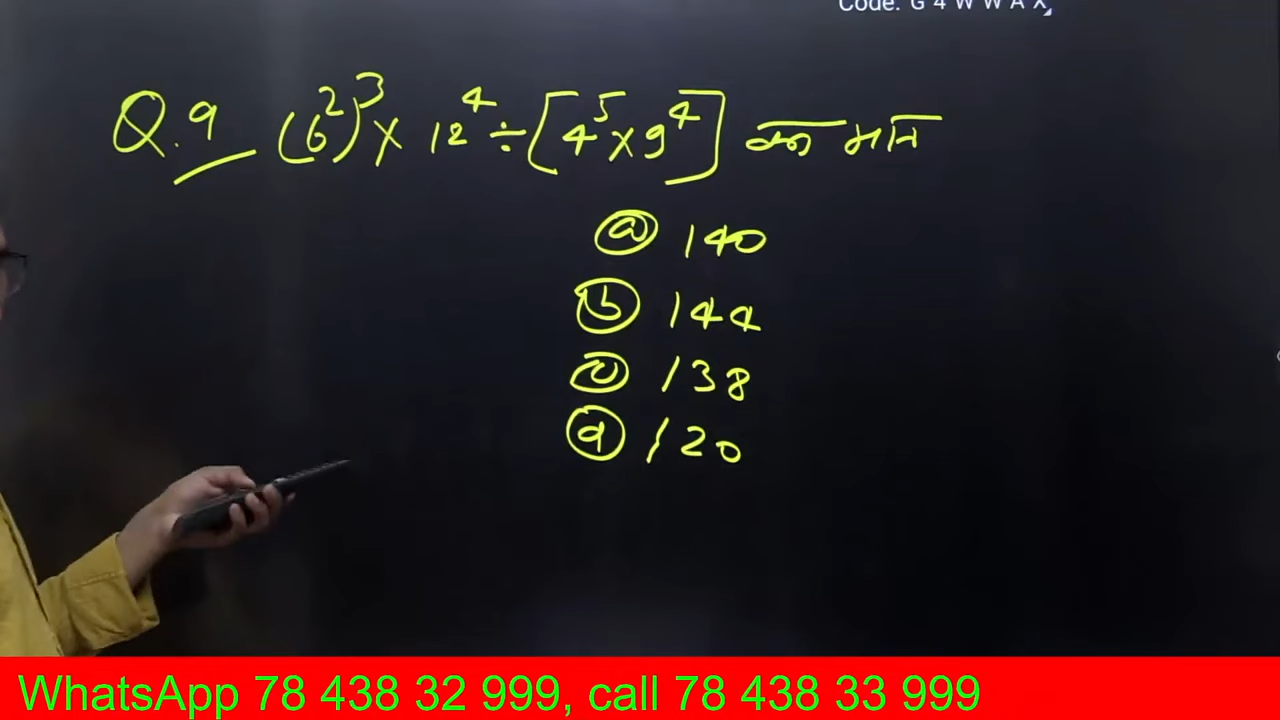 Code: G 4 W W A X
Q.9 (6²)³ × 12⁴ ÷ [4⁵ × 9⁴] का मान
ⓐ 140
ⓑ 144
ⓒ 138
ⓓ 120
WhatsApp 78 438 32 999, call 78 438 33 999